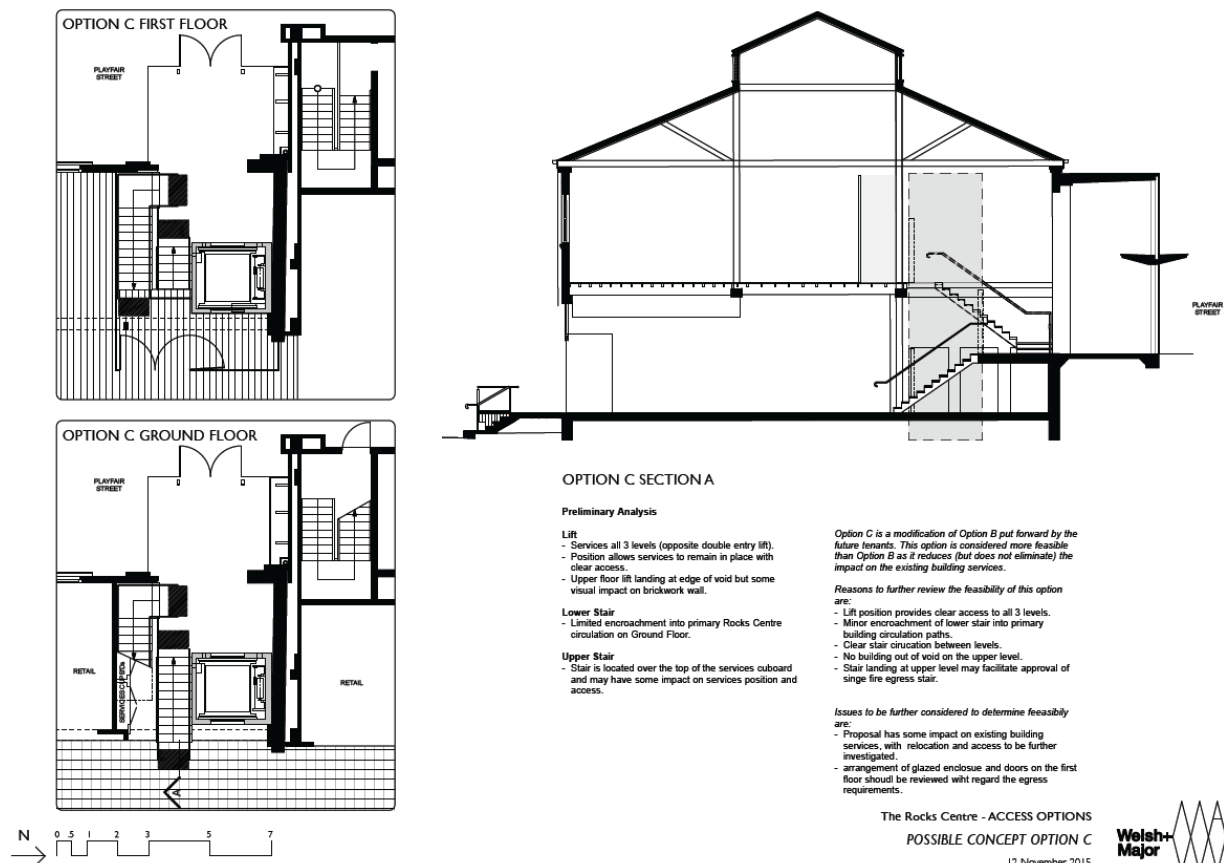 OPTION C FIRST FLOOR
PLAYFAIR
STREET
OPTION C GROUND FLOOR
PLAYFAIR
STREET
RETAIL
SERVICES CUPB'Ds
RETAIL
A
N
0 .5 1 2 3 5 7
PLAYFAIR
STREET
OPTION C SECTION A
Preliminary Analysis
Lift
- Services all 3 levels (opposite double entry lift).
- Position allows services to remain in place with
clear access.
- Upper floor lift landing at edge of void but some
visual impact on brickwork wall.
Lower Stair
- Limited encroachment into primary Rocks Centre
circulation on Ground Floor.
Upper Stair
- Stair is located over the top of the services cuboard
and may have some impact on services position and
access.
Option C is a modification of Option B put forward by the
future tenants. This option is considered more feasible
than Option B as it reduces (but does not eliminate) the
impact on the existing building services.
Reasons to further review the feasibility of this option
are:
- Lift position provides clear access to all 3 levels.
- Minor encroachment of lower stair into primary
building circulation paths.
- Clear stair cirucation between levels.
- No building out of void on the upper level.
- Stair landing at upper level may facilitate approval of
singe fire egress stair.
Issues to be further considered to determine feeasibily
are:
- Proposal has some impact on existing building
services, with relocation and access to be further
investigated.
- arrangement of glazed enclosue and doors on the first
floor shoudl be reviewed wiht regard the egress
requirements.
The Rocks Centre - ACCESS OPTIONS
POSSIBLE CONCEPT OPTION C
12 November 2015
Welsh+
Major